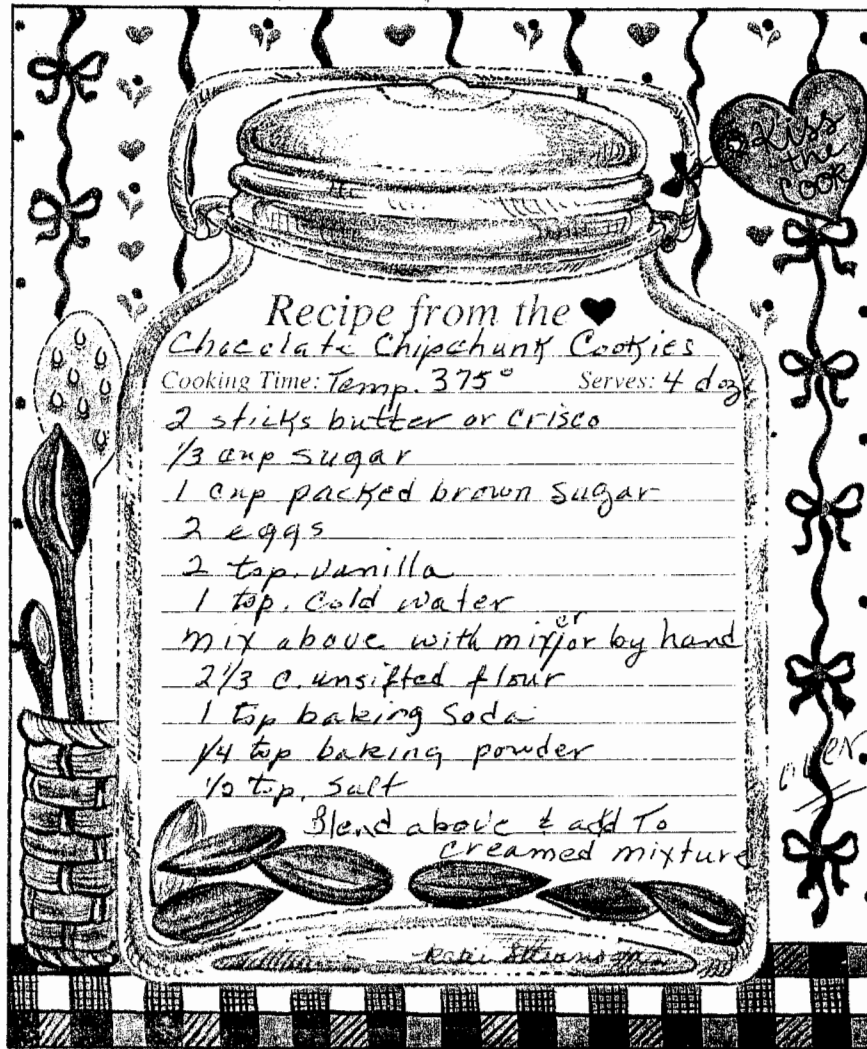 Kiss
the
Cook
Recipe from the ♥
Chocolate Chipchunk Cookies
Cooking Time: Temp. 375° Serves: 4 doz.
2 sticks butter or crisco
1/3 cup sugar
1 cup packed brown sugar
2 eggs
2 tsp. vanilla
1 tsp. cold water
mix above with mixer/or by hand
2 1/3 c. unsifted flour
1 tsp baking soda
1/4 tsp baking powder
1/2 tsp. salt
Blend above & add To
creamed mixture